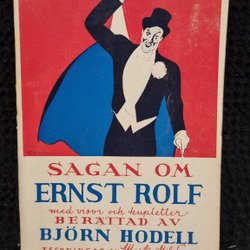 SAGAN OM
ERNST ROLF
med visor och kupletter
BERÄTTAD AV
BJÖRN HODELL